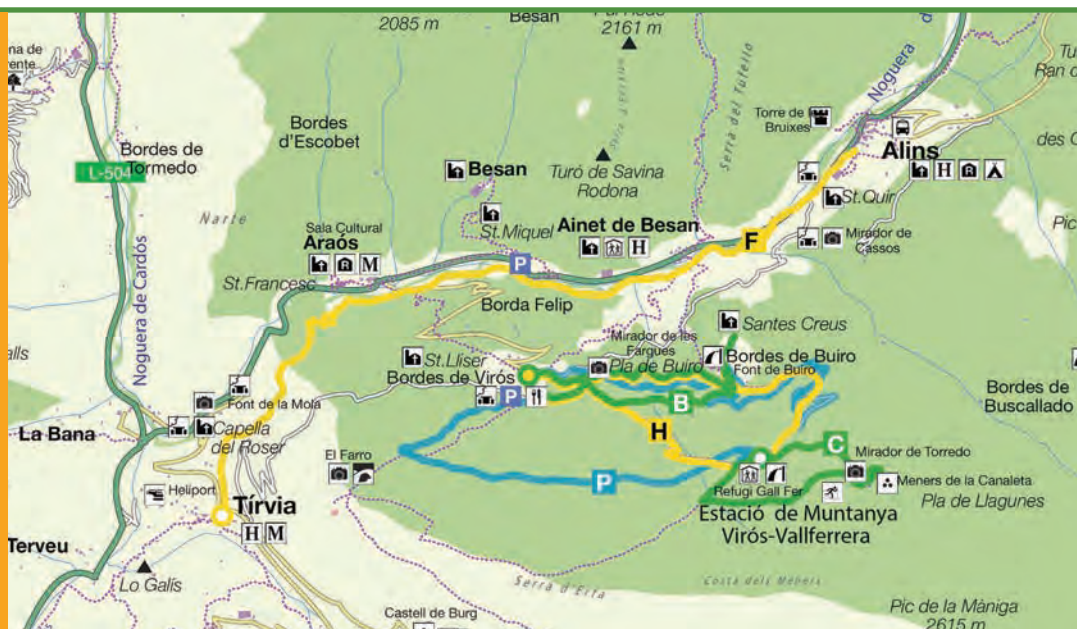 2085 m
Besan
2161 m
Noguera
ma de
rente
Bordes de
Tormedo
L-504
Bordes
d'Escobet
Serra del Tutello
Torre de
Bruixes
Alins
H
Ran de
des
Narte
Besan
Turó de Savina
Rodona
St.Quir
Pic
Sala Cultural
Araós
M
St.Miquel
Ainet de Besan
H
F
Mirador de
Cassos
P
St.Francesc
Borda Felip
Noguera de Cardós
alls
Santes Creus
Mirador de les
Fargues
Pla de Buiro
St.Lliser
Bordes de Virós
Bordes de Buiro
Font de Buiro
P
B
Bordes de
Buscallado
Font de la Mola
La Bana
Capella
del Roser
H
C
Mirador de Torredo
El Farro
P
Refugi Gall Fer
Meners de la Canaleta
Pla de Llagunes
Heliport
Tírvia
H M
Estació de Muntanya
Virós-Vallferrera
Terveu
Lo Galís
Serra d'Erta
Costa dels Meners
Castell de Burg
Pic de la Màniga
2615 m